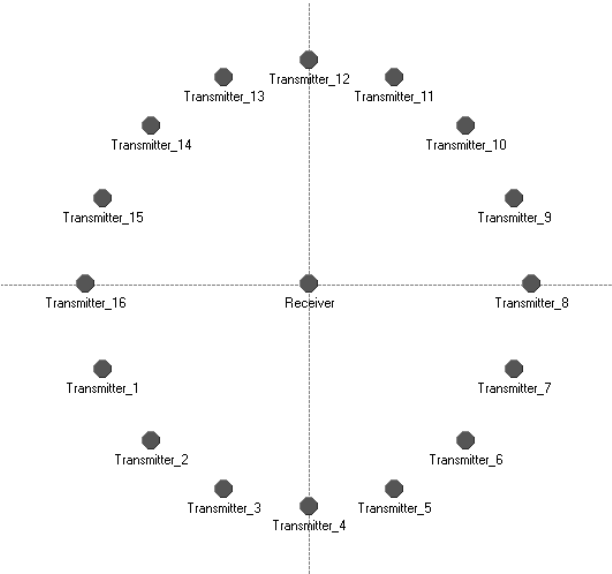 Transmitter_12
Transmitter_13
Transmitter_11
Transmitter_14
Transmitter_10
Transmitter_15
Transmitter_9
Transmitter_16
Receiver
Transmitter_8
Transmitter_1
Transmitter_7
Transmitter_2
Transmitter_6
Transmitter_3
Transmitter_5
Transmitter_4